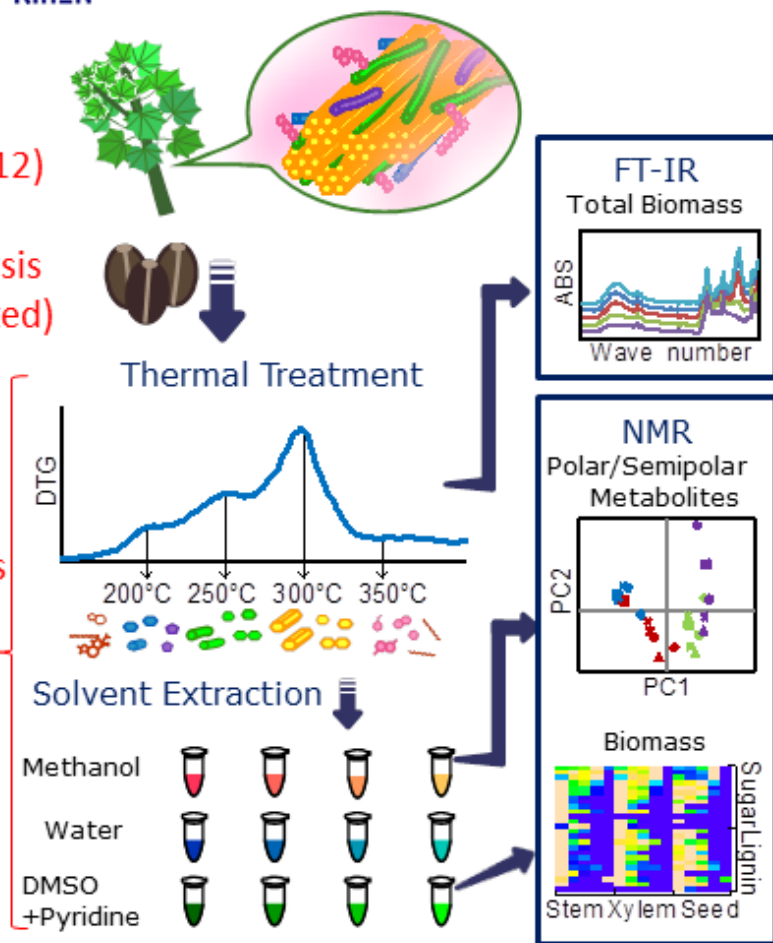 12)
sis
ed)
s
FT-IR
Total Biomass
ABS
Wave number
Thermal Treatment
DTG
200°C 250°C 300°C 350°C
NMR
Polar/Semipolar
Metabolites
PC2
PC1
Solvent Extraction
Methanol
Water
DMSO
+Pyridine
Biomass
Sugar Lignin
Stem Xylem Seed